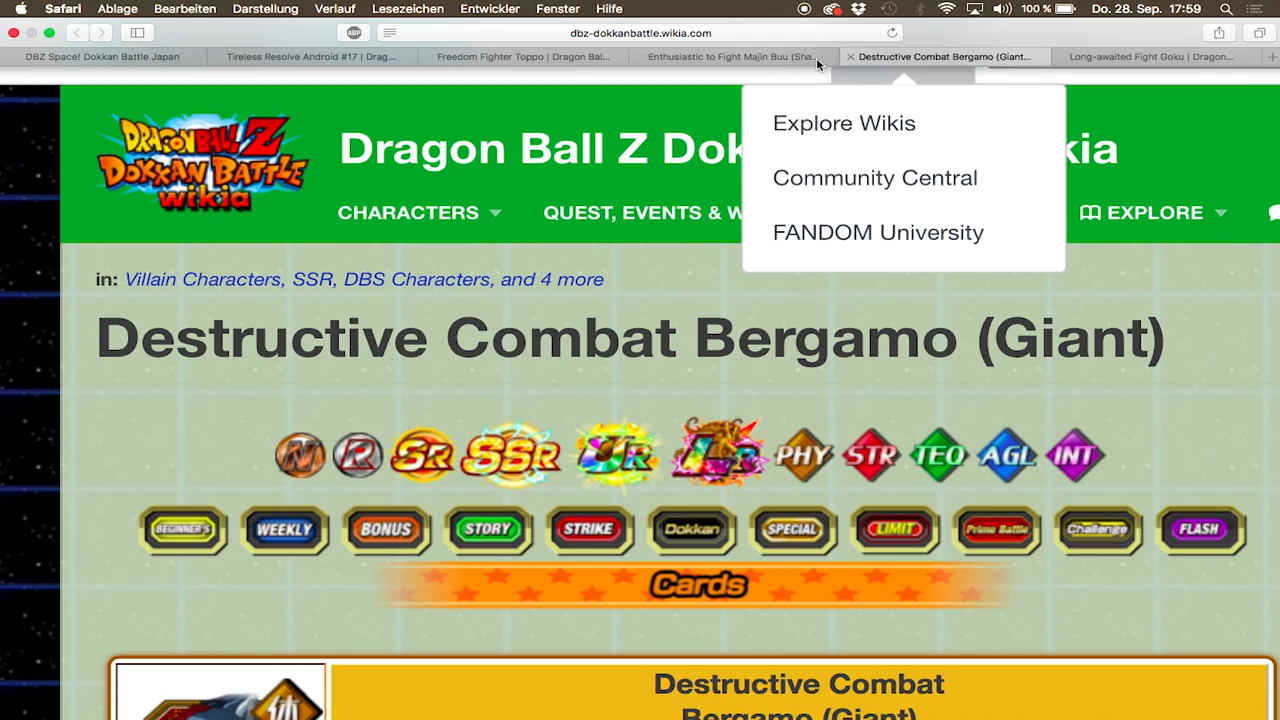 Safari Ablage Bearbeiten Darstellung Verlauf Lesezeichen Entwickler Fenster Hilfe 100 % Do. 28. Sep. 17:59
ABP dbz-dokkanbattle.wikia.com
DBZ Space! Dokkan Battle Japan Tireless Resolve Android #17 | Drag... Freedom Fighter Toppo | Dragon Bal... Enthusiastic to Fight Majin Buu (Sha... Destructive Combat Bergamo (Giant... Long-awaited Fight Goku | Dragon...
Explore Wikis
Community Central
FANDOM University
DRAGON BALL Z
DOKKAN BATTLE
wikia
Dragon Ball Z Dok kia
CHARACTERS QUEST, EVENTS & W EXPLORE
in: Villain Characters, SSR, DBS Characters, and 4 more
Destructive Combat Bergamo (Giant)
N R SR SSR UR LR PHY STR TEQ AGL INT
BEGINNER'S WEEKLY BONUS STORY STRIKE Dokkan SPECIAL LIMIT Prime Battle Challenge FLASH
Cards
体
Destructive Combat
Bergamo (Giant)